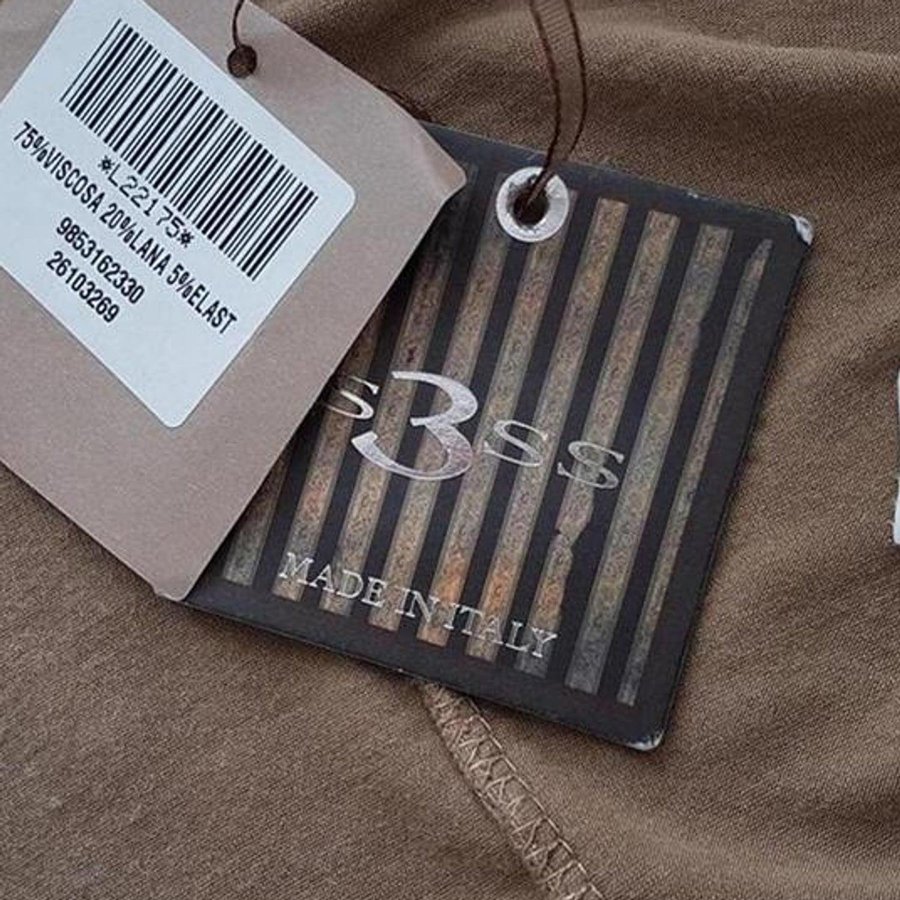 *L22175*
75%VISCOSA 20%LANA 5%ELAST
9853162330
26103269
s3ss
MADE IN ITALY